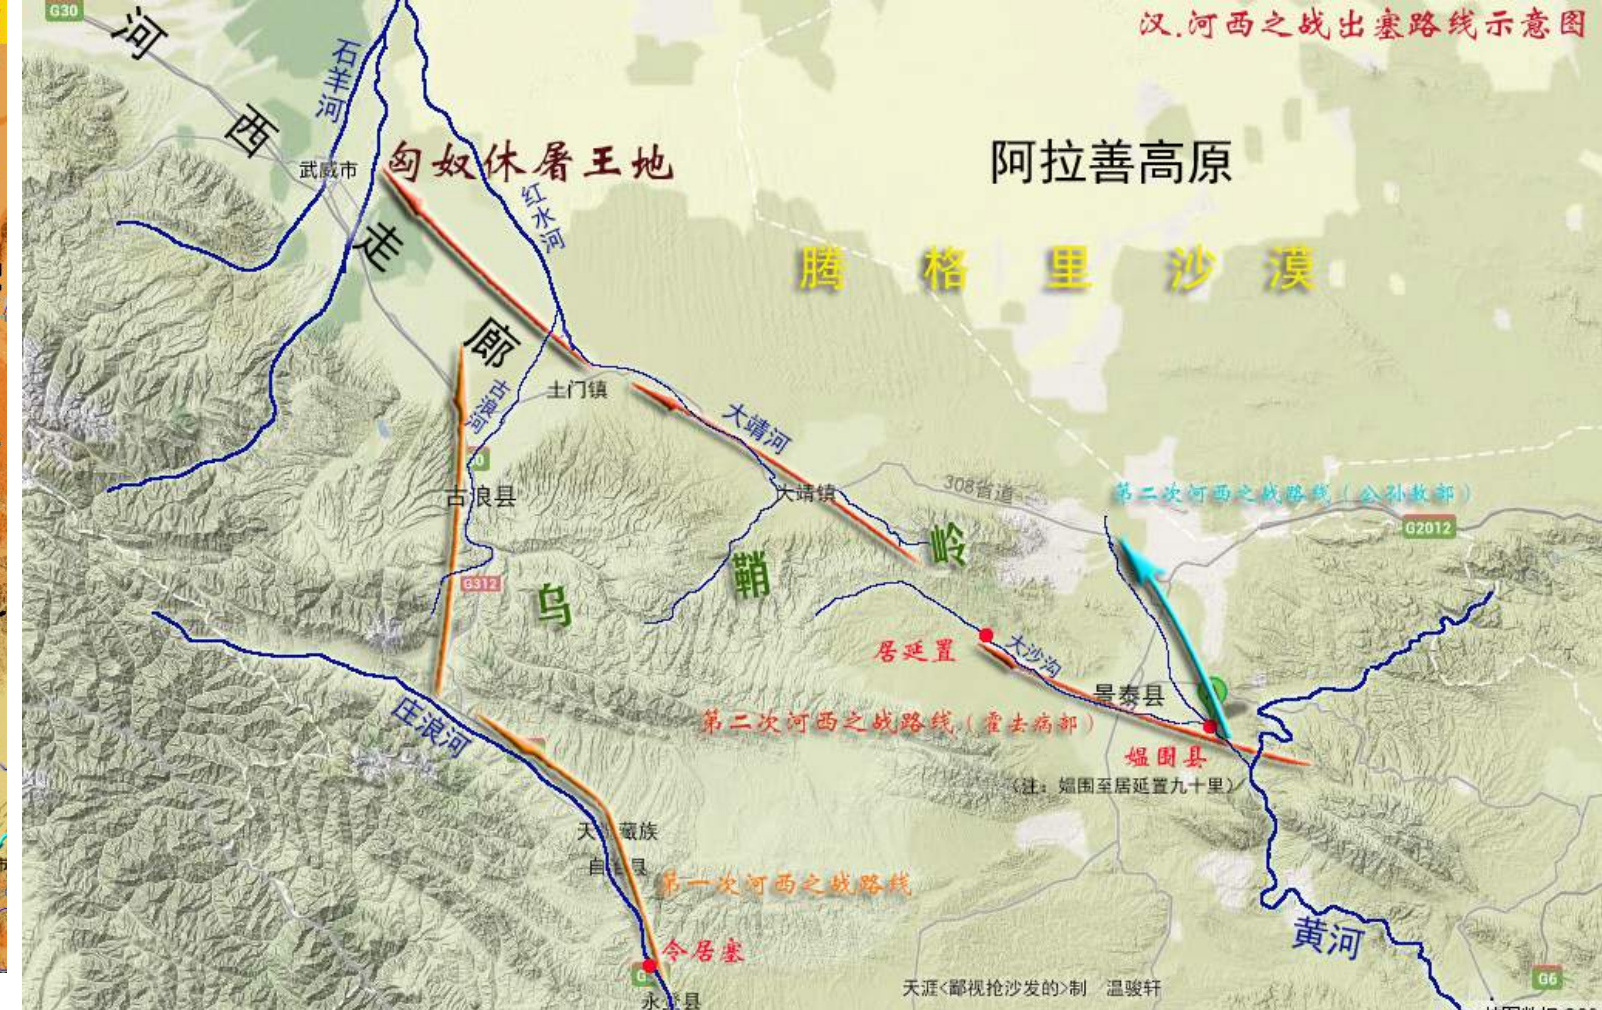 G30
汉.河西之战出塞路线示意图
河西走廊
石羊河
武威市
匈奴休屠王地
红水河
阿拉善高原
腾格里沙漠
土门镇
古浪河
大靖河
古浪县
大靖镇
308省道
第二次河西之战路线（公孙敖部）
G2012
G312
乌鞘岭
居延置
大沙沟
景泰县
庄浪河
第二次河西之战路线（霍去病部）
媪围县
（注：媪围至居延置九十里）
藏族
第一次河西之战路线
令居塞
黄河
天涯<鄙视抢沙发的>制 温骏轩
G6